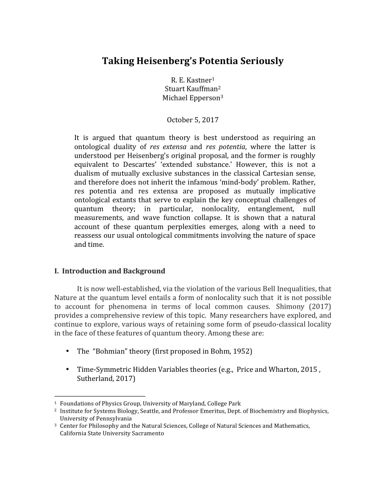 Taking Heisenberg's Potentia Seriously
R. E. Kastner1
Stuart Kauffman2
Michael Epperson3
October 5, 2017
It is argued that quantum theory is best understood as requiring an
ontological duality of res extensa and res potentia, where the latter is
understood per Heisenberg's original proposal, and the former is roughly
equivalent to Descartes' 'extended substance.' However, this is not a
dualism of mutually exclusive substances in the classical Cartesian sense,
and therefore does not inherit the infamous 'mind-body' problem. Rather,
res potentia and res extensa are proposed as mutually implicative
ontological extants that serve to explain the key conceptual challenges of
quantum theory; in particular, nonlocality, entanglement, null
measurements, and wave function collapse. It is shown that a natural
account of these quantum perplexities emerges, along with a need to
reassess our usual ontological commitments involving the nature of space
and time.
I. Introduction and Background
It is now well-established, via the violation of the various Bell Inequalities, that
Nature at the quantum level entails a form of nonlocality such that it is not possible
to account for phenomena in terms of local common causes. Shimony (2017)
provides a comprehensive review of this topic. Many researchers have explored, and
continue to explore, various ways of retaining some form of pseudo-classical locality
in the face of these features of quantum theory. Among these are:
• The "Bohmian" theory (first proposed in Bohm, 1952)
• Time-Symmetric Hidden Variables theories (e.g., Price and Wharton, 2015 ,
Sutherland, 2017)
1 Foundations of Physics Group, University of Maryland, College Park
2 Institute for Systems Biology, Seattle, and Professor Emeritus, Dept. of Biochemistry and Biophysics,
University of Pennsylvania
3 Center for Philosophy and the Natural Sciences, College of Natural Sciences and Mathematics,
California State University Sacramento